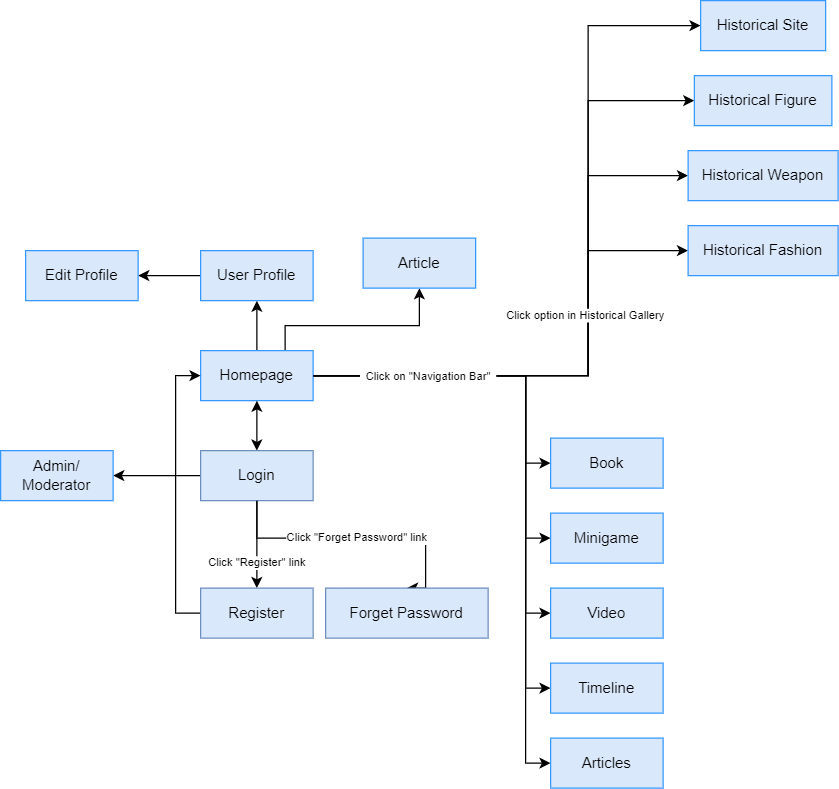 Historical Site
Historical Figure
Historical Weapon
Historical Fashion
Edit Profile
User Profile
Article
Click option in Historical Gallery
Homepage
Click on "Navigation Bar"
Admin/
Moderator
Login
Book
Click "Forget Password" link
Minigame
Click "Register" link
Register
Forget Password
Video
Timeline
Articles